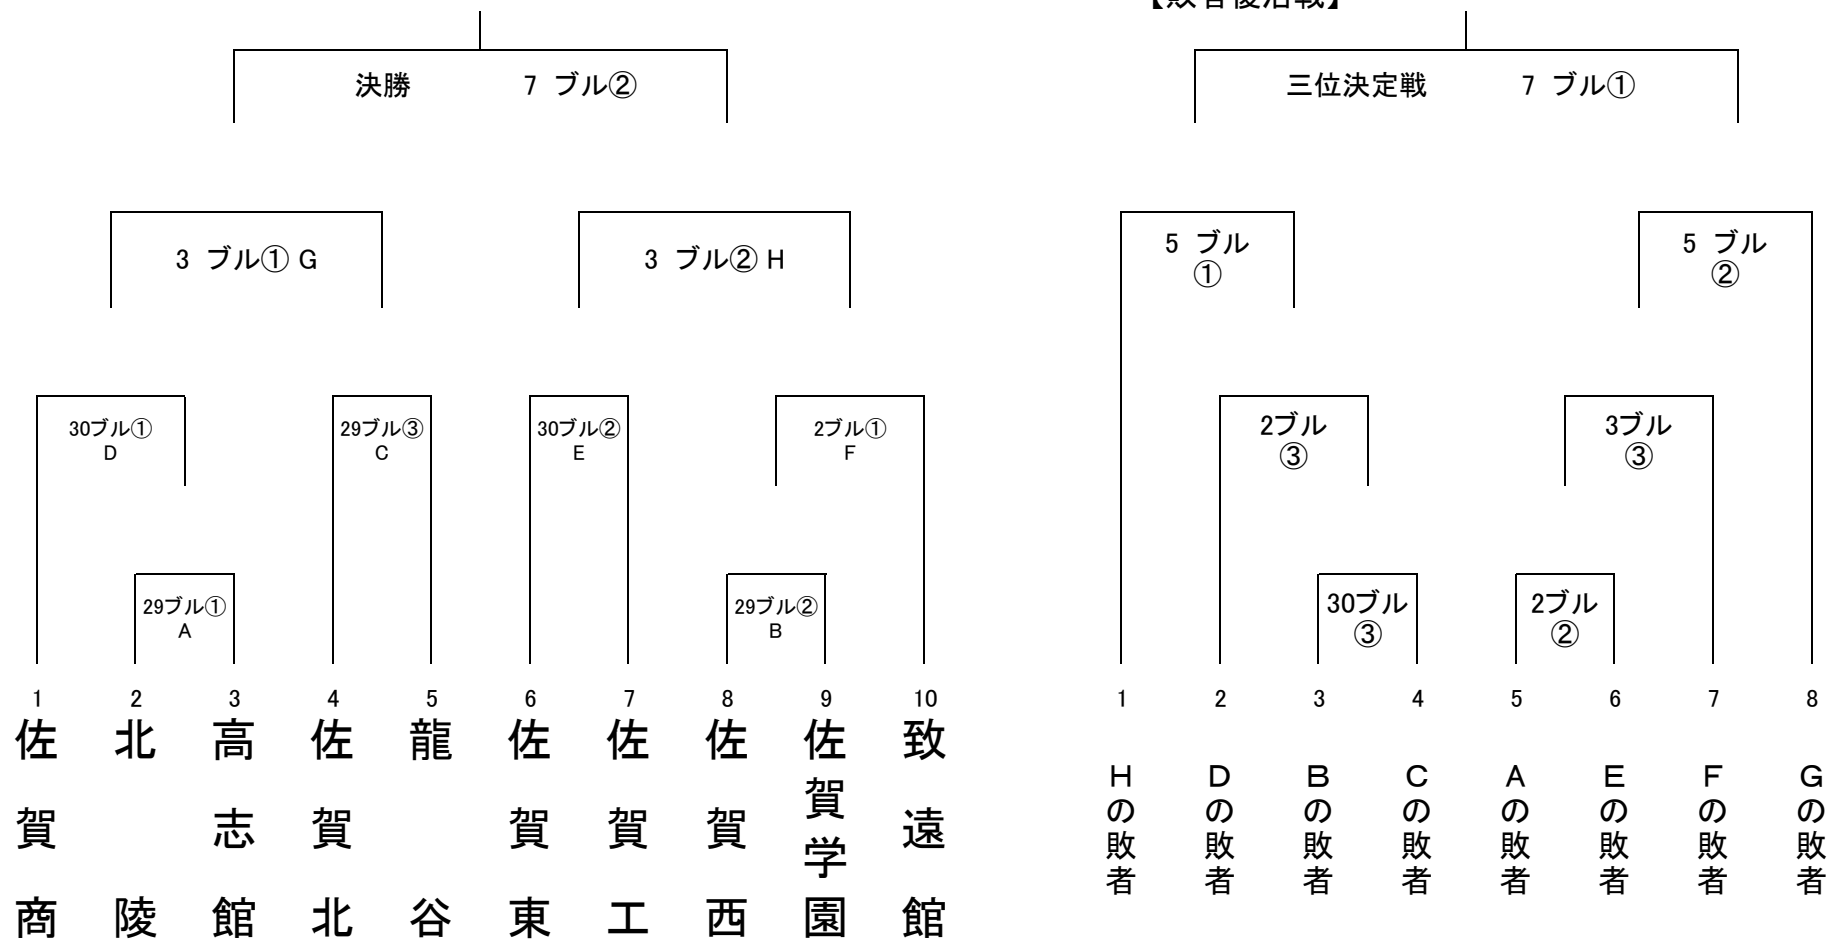 【敗者復活戦】
決勝 7 ブル②
三位決定戦 7 ブル①
3 ブル① G
3 ブル② H
5 ブル
①
5 ブル
②
30ブル①
D
29ブル③
C
30ブル②
E
2ブル①
F
2ブル
③
3ブル
③
29ブル①
A
29ブル②
B
30ブル
③
2ブル
②
1 2 3 4 5 6 7 8 9 10
佐賀商
北陵
高志館
佐賀北
龍谷
佐賀東
佐賀工
佐賀西
佐賀学園
致遠館
1 2 3 4 5 6 7 8
Hの敗者
Dの敗者
Bの敗者
Cの敗者
Aの敗者
Eの敗者
Fの敗者
Gの敗者